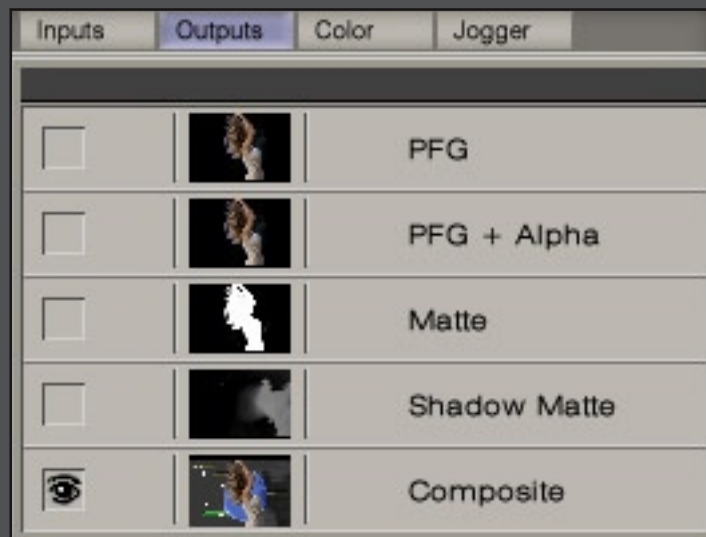 Inputs Outputs Color Jogger
PFG
PFG + Alpha
Matte
Shadow Matte
Composite